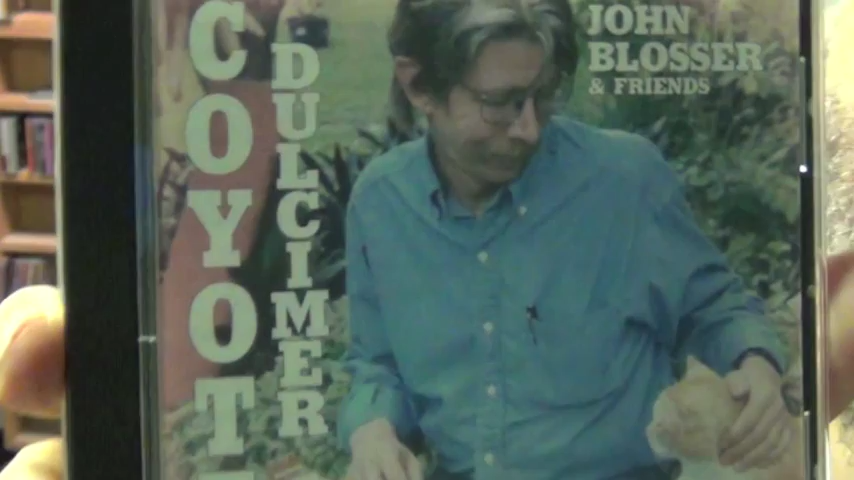 COYOT
DULCIMER
JOHN
BLOSSER
& FRIENDS